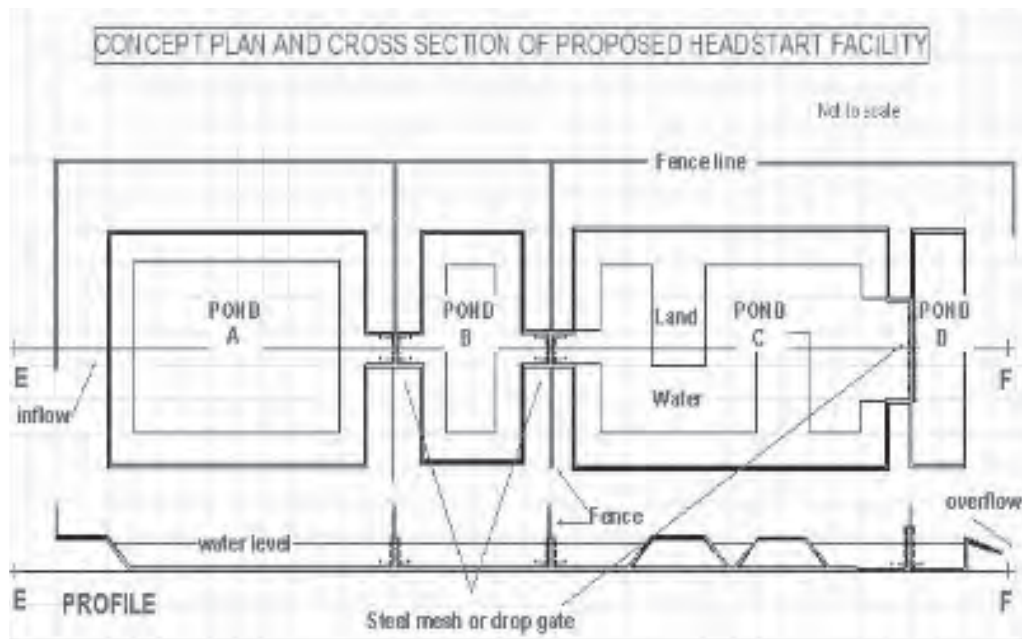 CONCEPT PLAN AND CROSS SECTION OF PROPOSED HEADSTART FACILITY
Not to scale
Fence line
POND
A
POND
B
Land
POND
C
POND
D
E
F
inflow
Water
Fence
overflow
water level
E
PROFILE
F
Steel mesh or drop gate